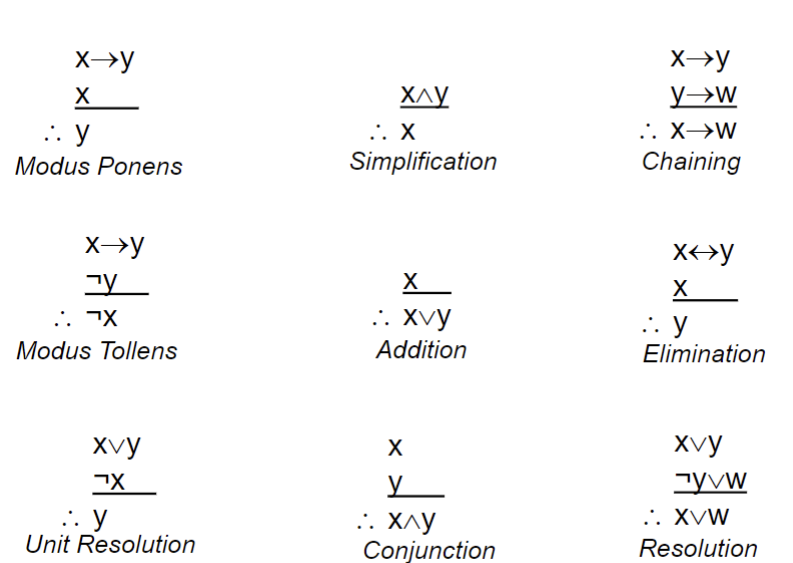 x→y
x
∴ y
Modus Ponens
x∧y
∴ x
Simplification
x→y
y→w
∴ x→w
Chaining
x→y
¬y
∴ ¬x
Modus Tollens
x
∴ x∨y
Addition
x↔y
x
∴ y
Elimination
x∨y
¬x
∴ y
Unit Resolution
x
y
∴ x∧y
Conjunction
x∨y
¬y∨w
∴ x∨w
Resolution